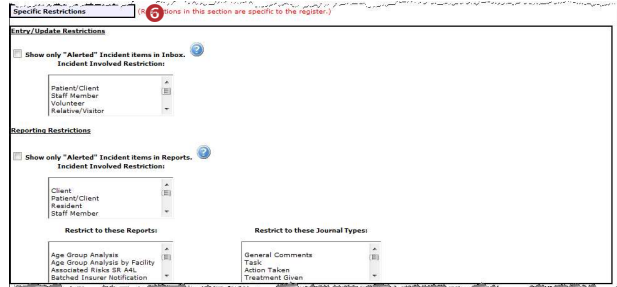 Specific Restrictions
6
(R tions in this section are specific to the register.)
Entry/Update Restrictions
Show only "Alerted" Incident items in Inbox. ?
Incident Involved Restriction:
Patient/Client
Staff Member
Volunteer
Relative/Visitor
Reporting Restrictions
Show only "Alerted" Incident items in Reports. ?
Incident Involved Restriction:
Client
Patient/Client
Resident
Staff Member
Restrict to these Reports:
Age Group Analysis
Age Group Analysis by Facility
Associated Risks SR A4L
Batched Insurer Notification
Restrict to these Journal Types:
General Comments
Task
Action Taken
Treatment Given